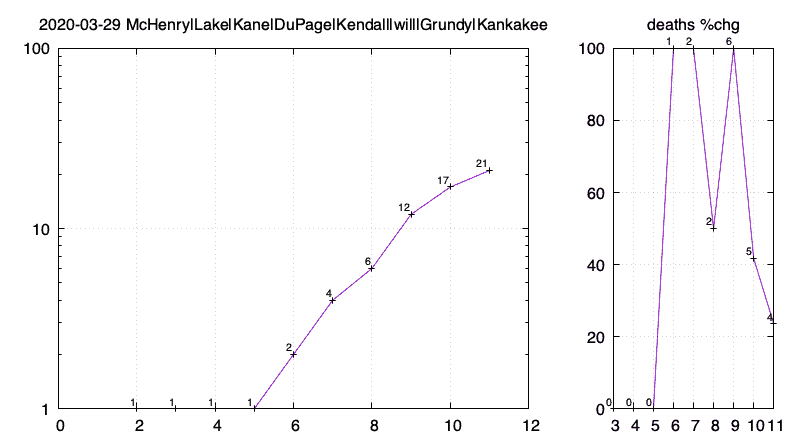 2020-03-29 McHenry|Lake|Kane|DuPage|Kendall|will|Grundy|Kankakee
100
10
1
0 2 4 6 8 10 12
1 1 1 1 2 4 6 12 17 21
deaths %chg
100
80
60
40
20
0
3 4 5 6 7 8 9 10 11
0 0 0 1 2 2 6 5 4